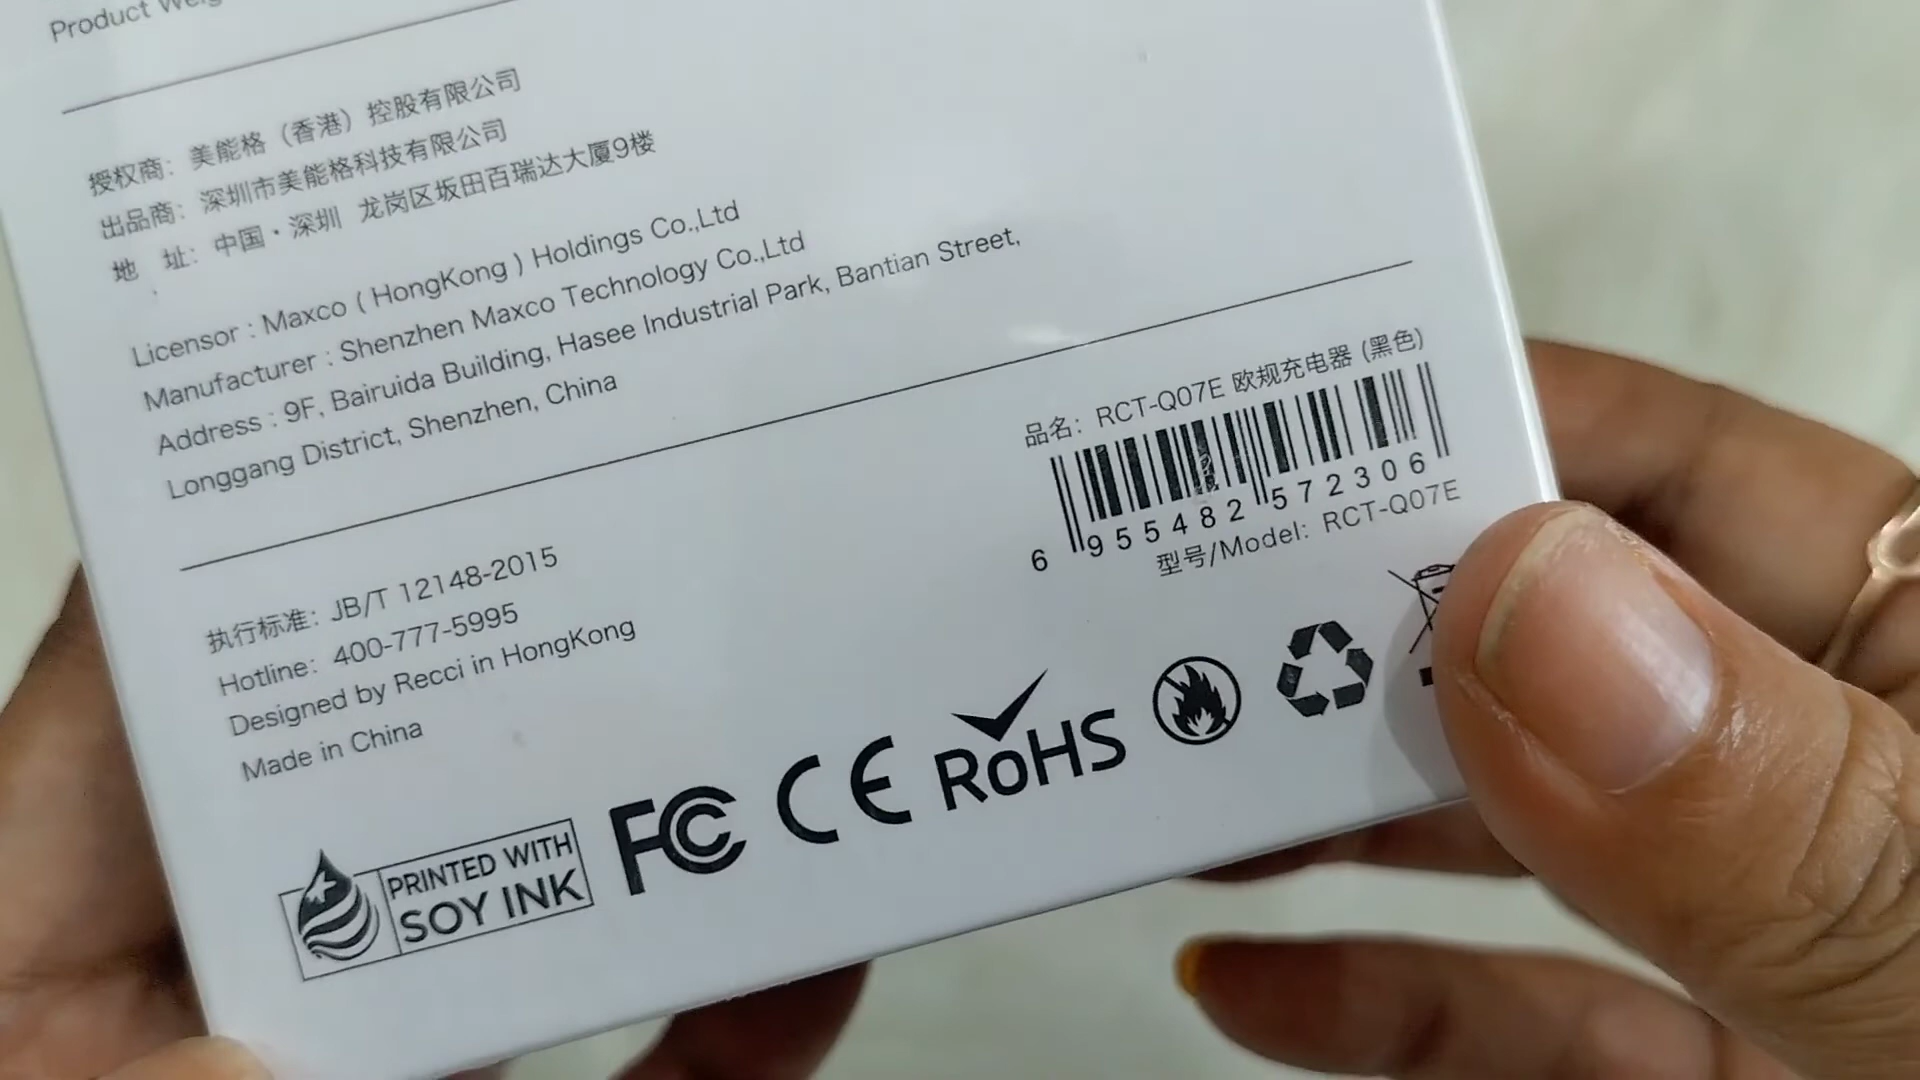 Product
授权商：美能格（香港）控股有限公司
出品商：深圳市美能格科技有限公司
地 址：中国·深圳 龙岗区坂田百瑞达大厦9楼
Licensor : Maxco ( HongKong ) Holdings Co.,Ltd
Manufacturer : Shenzhen Maxco Technology Co.,Ltd
Address : 9F, Bairuida Building, Hasee Industrial Park, Bantian Street,
Longgang District, Shenzhen, China
品名：RCT-Q07E 欧规充电器 (黑色)
6 955482 572306
型号/Model: RCT-Q07E
执行标准：JB/T 12148-2015
Hotline: 400-777-5995
Designed by Recci in HongKong
Made in China
PRINTED WITH
SOY INK
FC CE RoHS